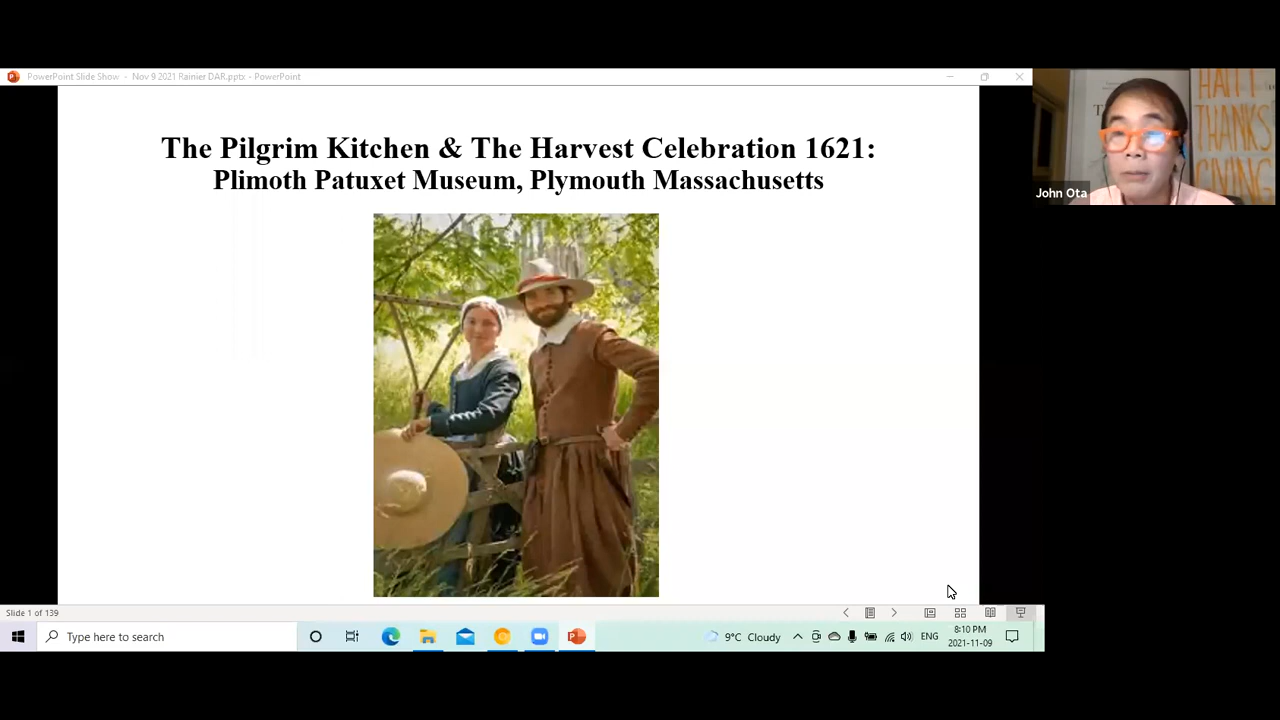 PowerPoint Slide Show - Nov 9 2021 Rainier DAR.pptx - PowerPoint
The Pilgrim Kitchen & The Harvest Celebration 1621:
Plimoth Patuxet Museum, Plymouth Massachusetts
THANKS
GIVING
John Ota
Slide 1 of 139
Type here to search
9°C Cloudy
ENG
8:10 PM
2021-11-09